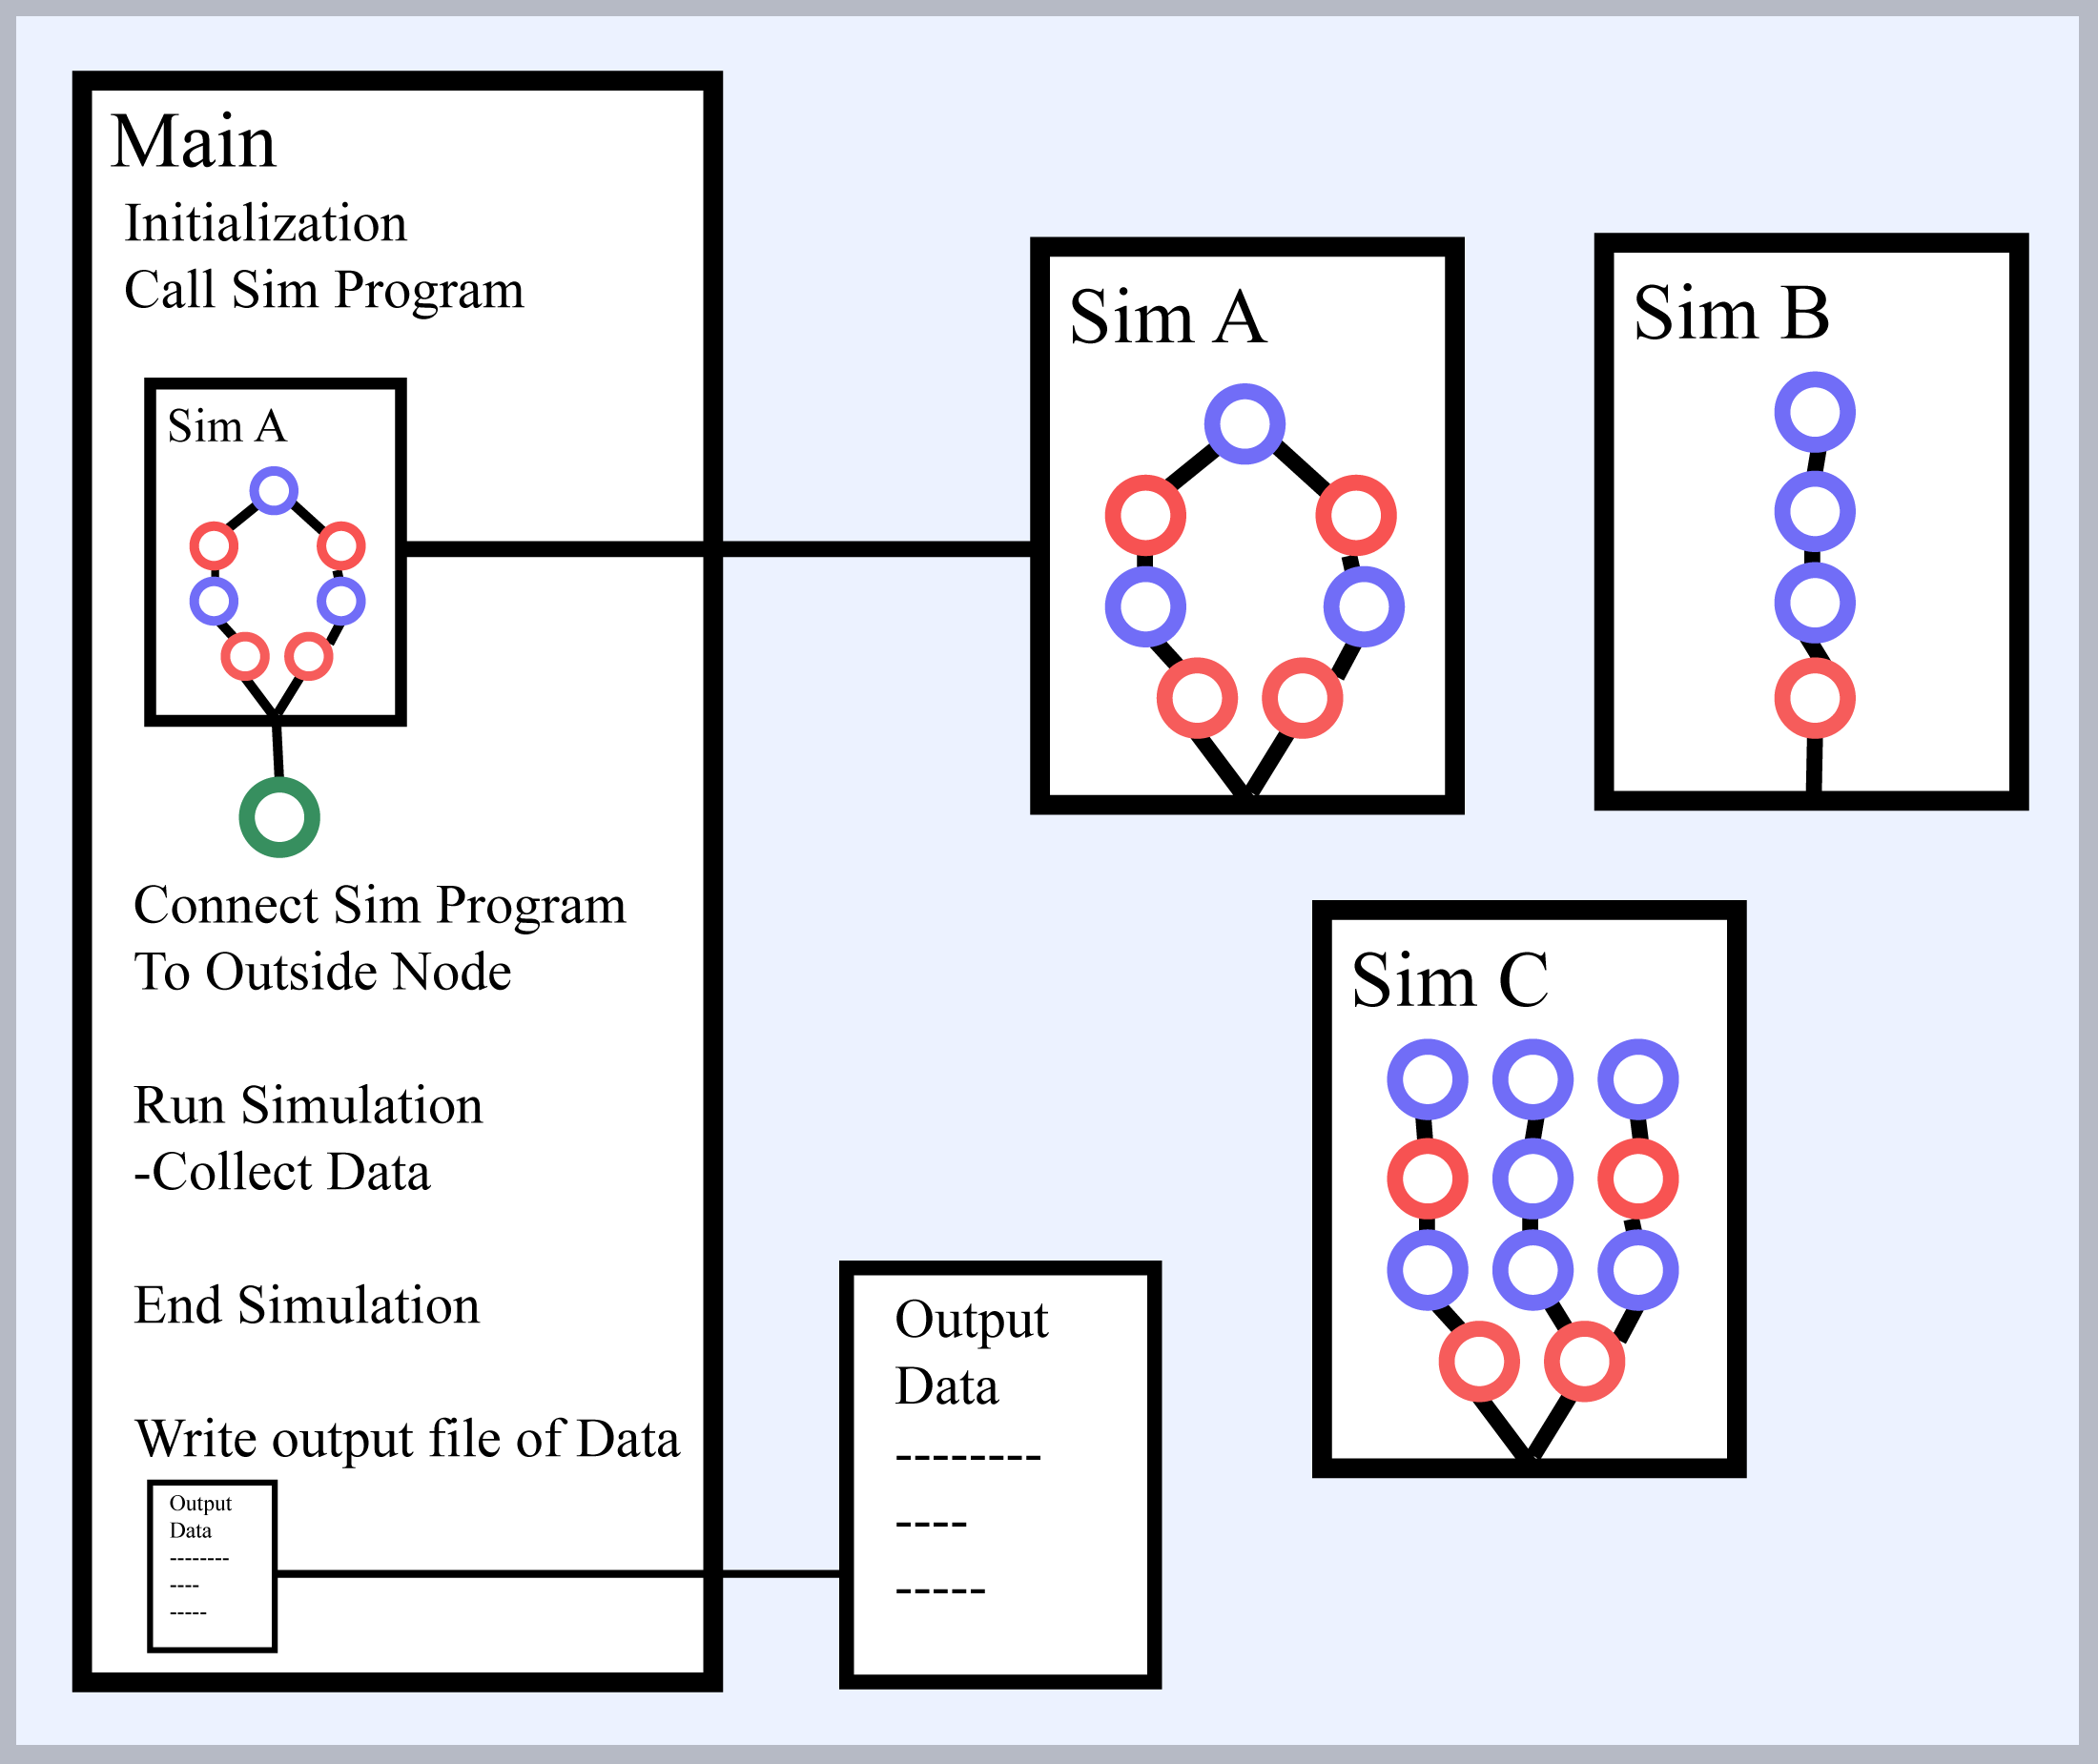 Main
Initialization
Call Sim Program
Sim A
Connect Sim Program
To Outside Node
Run Simulation
-Collect Data
End Simulation
Write output file of Data
Output
Data
--------
----
-----
Sim A
Sim B
Sim C
Output
Data
--------
----
-----